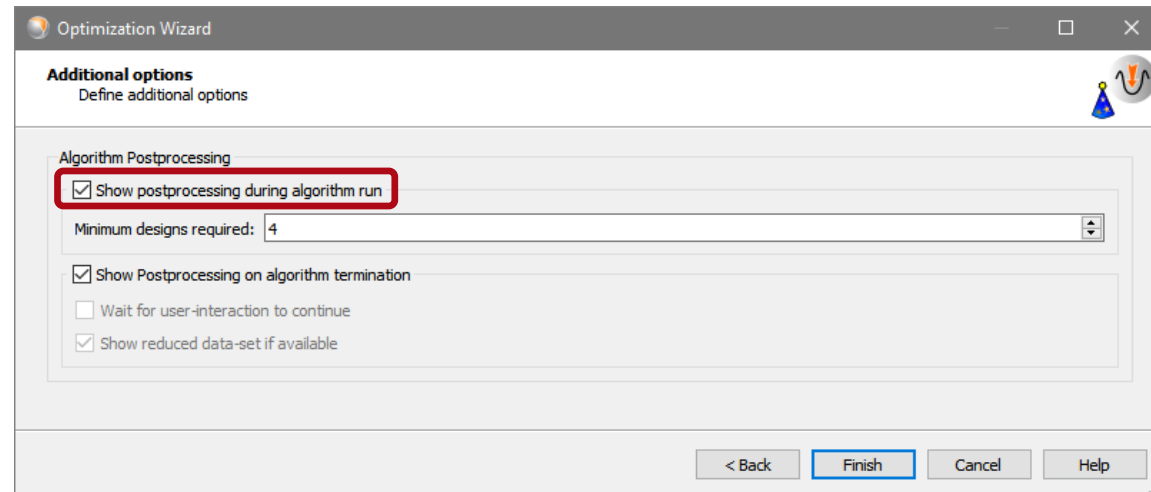 Optimization Wizard
Additional options
Define additional options
Algorithm Postprocessing
Show postprocessing during algorithm run
Minimum designs required: 4
Show Postprocessing on algorithm termination
Wait for user-interaction to continue
Show reduced data-set if available
< Back Finish Cancel Help